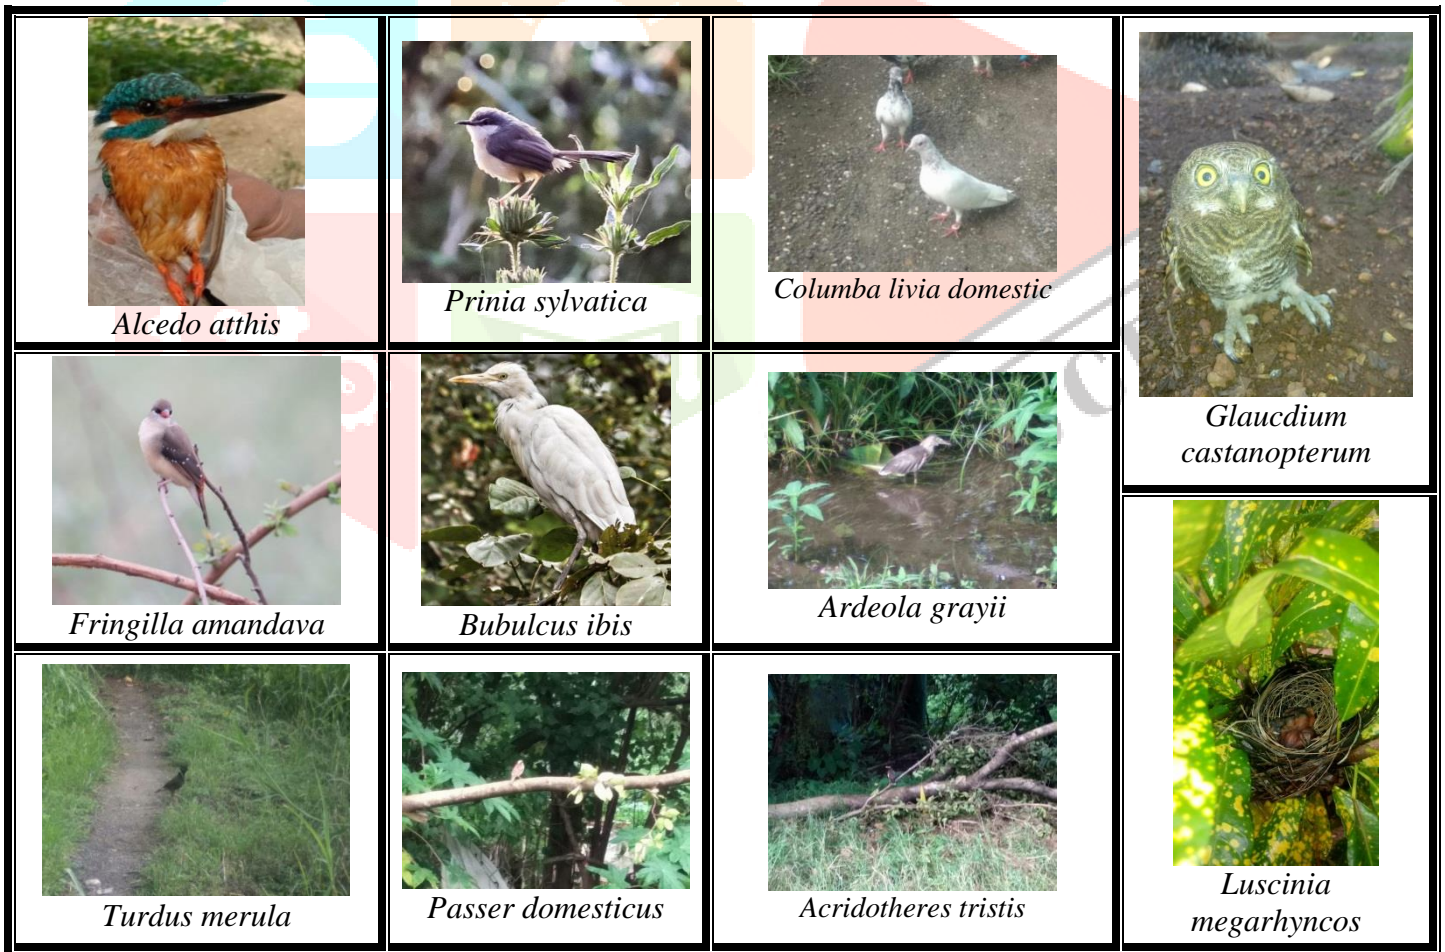 Alcedo atthis
Prinia sylvatica
Columba livia domestic
Glaucdium
castanopterum
Fringilla amandava
Bubulcus ibis
Ardeola grayii
Turdus merula
Passer domesticus
Acridotheres tristis
Luscinia
megarhyncos